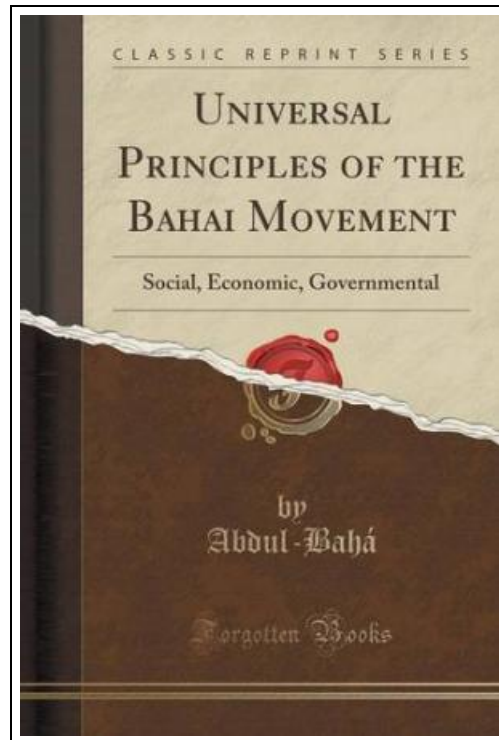 CLASSIC REPRINT SERIES
UNIVERSAL
PRINCIPLES OF THE
BAHAI MOVEMENT
Social, Economic, Governmental
by
Abdul-Bahá
Forgotten Books